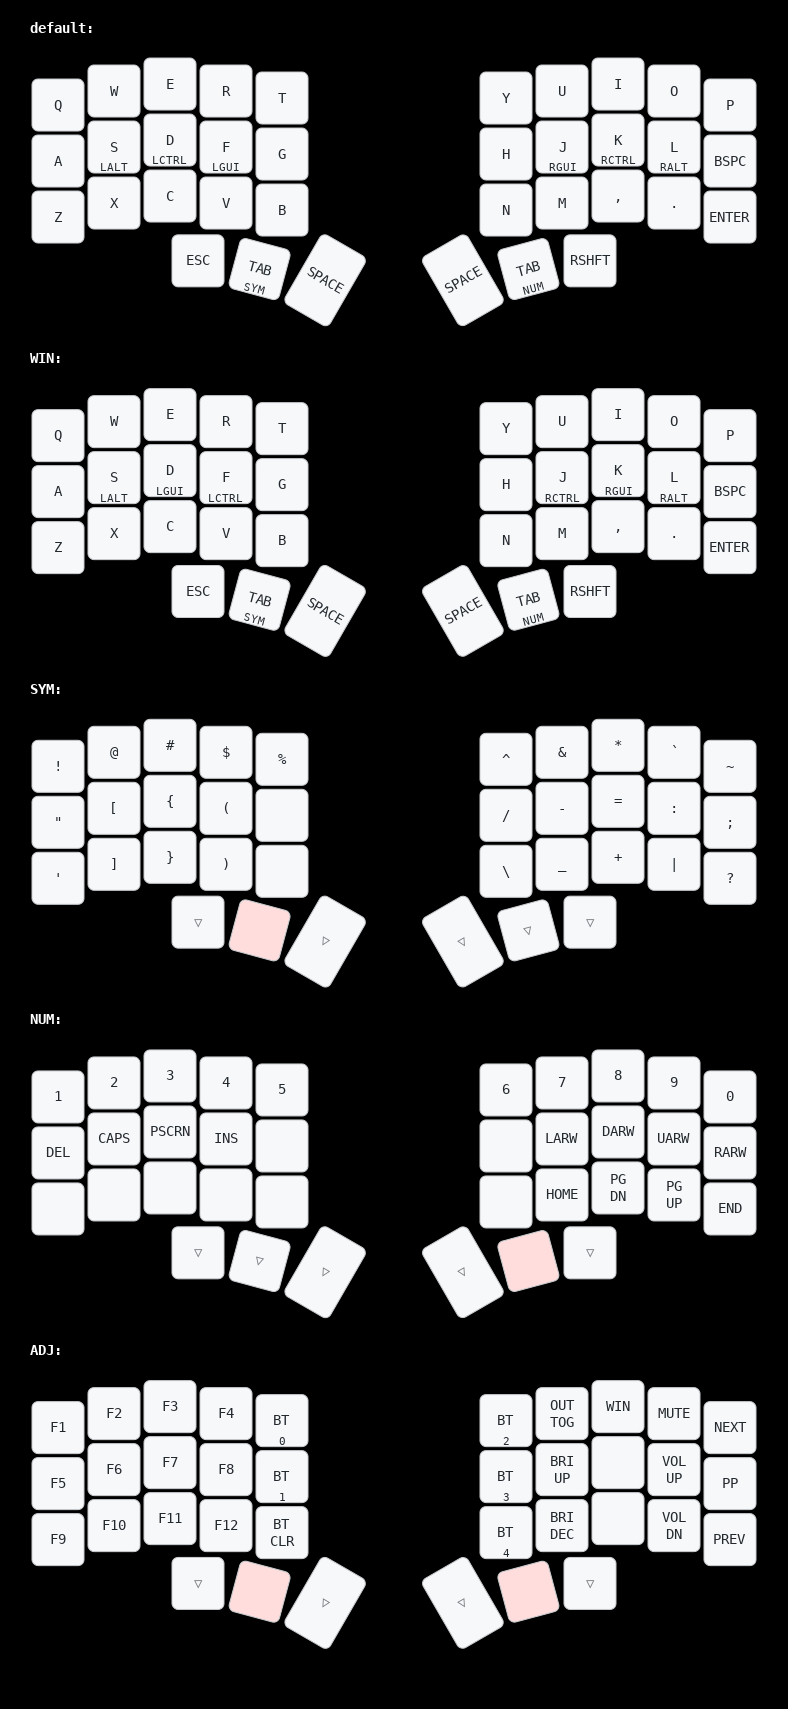 default:
Q W E R T Y U I O P
A S D F G H J K L BSPC
LALT LCTRL LGUI RGUI RCTRL RALT
Z X C V B N M , . ENTER
ESC TAB SPACE SPACE TAB RSHFT
SYM NUM
WIN:
Q W E R T Y U I O P
A S D F G H J K L BSPC
LALT LGUI LCTRL RCTRL RGUI RALT
Z X C V B N M , . ENTER
ESC TAB SPACE SPACE TAB RSHFT
SYM NUM
SYM:
! @ # $ % ^ & * ` ~
" [ { ( / - = : ;
' ] } ) \ _ + | ?
▽ ▽ ▽ ▽ ▽
NUM:
1 2 3 4 5 6 7 8 9 0
DEL CAPS PSCRN INS LARW DARW UARW RARW
HOME PG DN PG UP END
▽ ▽ ▽ ▽ ▽
ADJ:
F1 F2 F3 F4 BT 0 BT 2 OUT TOG WIN MUTE NEXT
F5 F6 F7 F8 BT 1 BT 3 BRI UP VOL UP PP
F9 F10 F11 F12 BT CLR BT 4 BRI DEC VOL DN PREV
▽ ▽ ▽ ▽